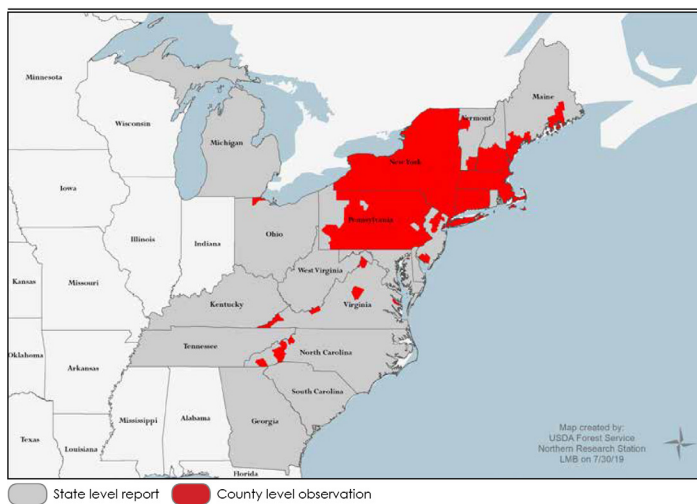 Minnesota
Wisconsin
Michigan
Vermont
Maine
New York
Iowa
Illinois
Indiana
Ohio
Pennsylvania
Kansas
Missouri
West Virginia
Virginia
Kentucky
Oklahoma
Arkansas
Tennessee
North Carolina
South Carolina
Texas
Louisiana
Mississippi
Alabama
Georgia
Florida
Map created by:
USDA Forest Service
Northern Research Station
LMB on 7/30/19
State level report
County level observation